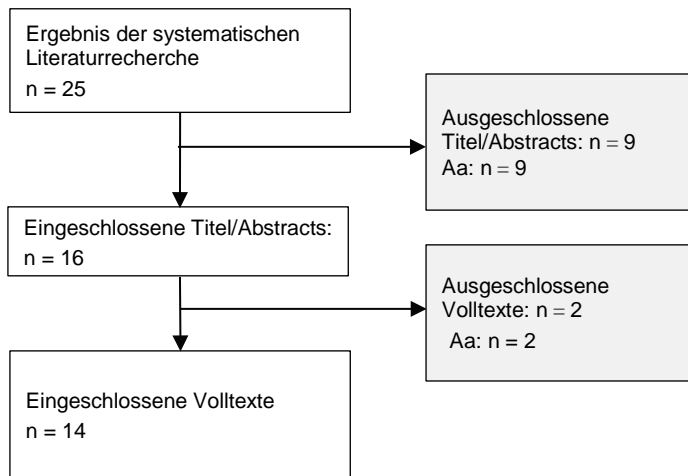 Ergebnis der systematischen
Literaturrecherche
n = 25
Ausgeschlossene
Titel/Abstracts: n = 9
Aa: n = 9
Eingeschlossene Titel/Abstracts:
n = 16
Ausgeschlossene
Volltexte: n = 2
Aa: n = 2
Eingeschlossene Volltexte
n = 14